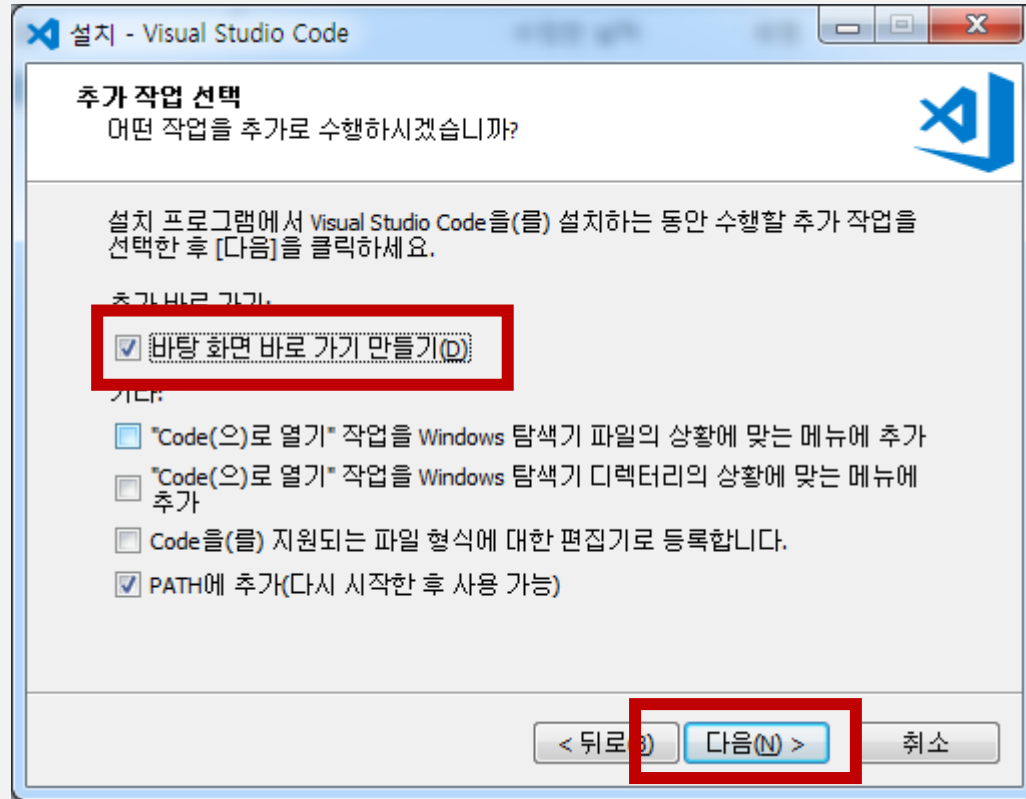 설치 - Visual Studio Code
추가 작업 선택
어떤 작업을 추가로 수행하시겠습니까?
설치 프로그램에서 Visual Studio Code을(를) 설치하는 동안 수행할 추가 작업을
선택한 후 [다음]을 클릭하세요.
추가 바로 가기:
바탕 화면 바로 가기 만들기(D)
기타:
"Code(으)로 열기" 작업을 Windows 탐색기 파일의 상황에 맞는 메뉴에 추가
"Code(으)로 열기" 작업을 Windows 탐색기 디렉터리의 상황에 맞는 메뉴에
추가
Code을(를) 지원되는 파일 형식에 대한 편집기로 등록합니다.
PATH에 추가(다시 시작한 후 사용 가능)
< 뒤로(B) 다음(N) > 취소